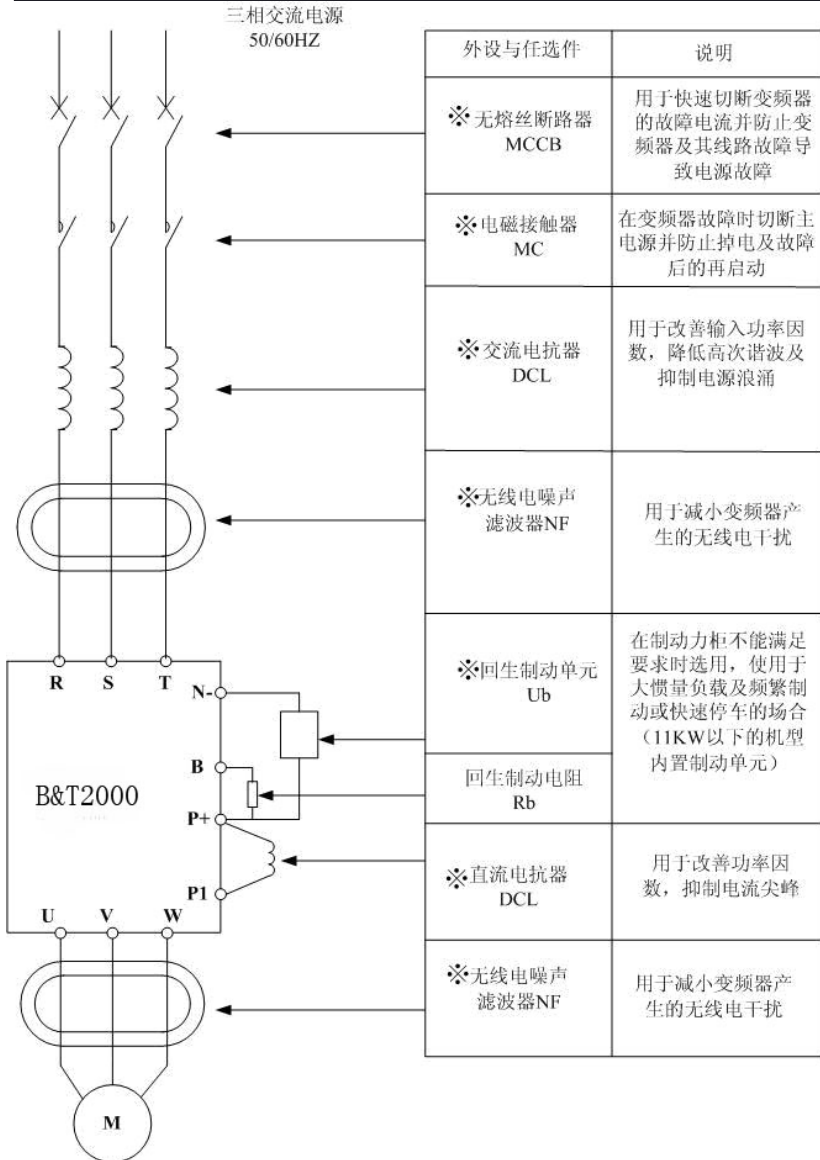 三相交流电源
50/60HZ
外设与任选件
说明
※无熔丝断路器
MCCB
用于快速切断变频器
的故障电流并防止变
频器及其线路故障导
致电源故障
※电磁接触器
MC
在变频器故障时切断主
电源并防止掉电及故障
后的再启动
※交流电抗器
DCL
用于改善输入功率因
数，降低高次谐波及
抑制电源浪涌
※无线电噪声
滤波器NF
用于减小变频器产
生的无线电干扰
R S T
N-
※回生制动单元
Ub
在制动力柜不能满足
要求时选用，使用于
大惯量负载及频繁制
动或快速停车的场合
（11KW以下的机型
内置制动单元）
B
B&T2000
回生制动电阻
Rb
P+
P1
※直流电抗器
DCL
用于改善功率因
数，抑制电流尖峰
U V W
※无线电噪声
滤波器NF
用于减小变频器产
生的无线电干扰
M